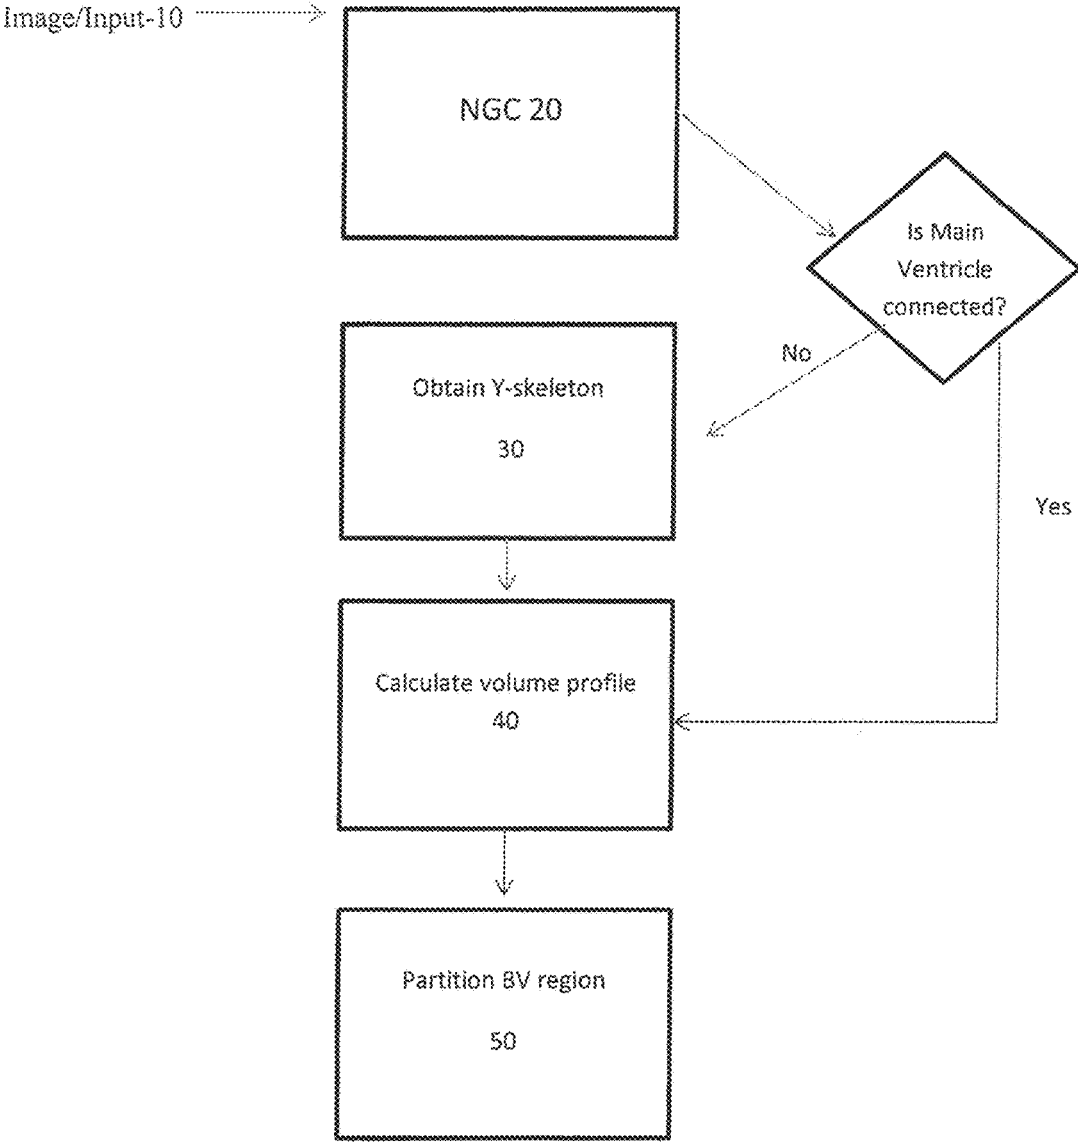 Image/Input-10
NGC 20
Is Main
Ventricle
connected?
No
Obtain Y-skeleton
30
Yes
Calculate volume profile
40
Partition BV region
50